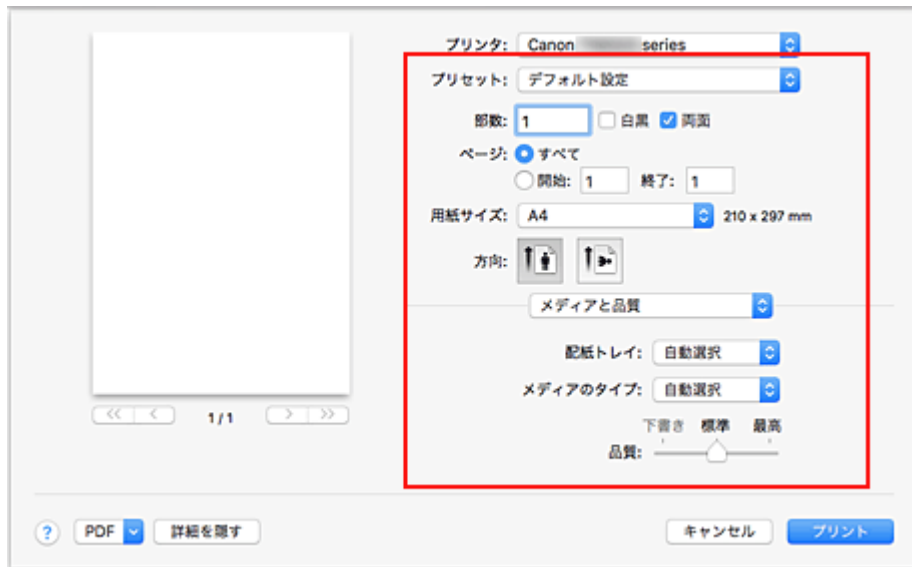 プリンタ: Canon series
プリセット: デフォルト設定
部数: 1 白黒 両面
ページ: すべて
開始: 1 終了: 1
用紙サイズ: A4 210 x 297 mm
方向:
メディアと品質
配紙トレイ: 自動選択
メディアのタイプ: 自動選択
下書き 標準 最高
品質:
1 / 1
? PDF 詳細を隠す キャンセル プリント